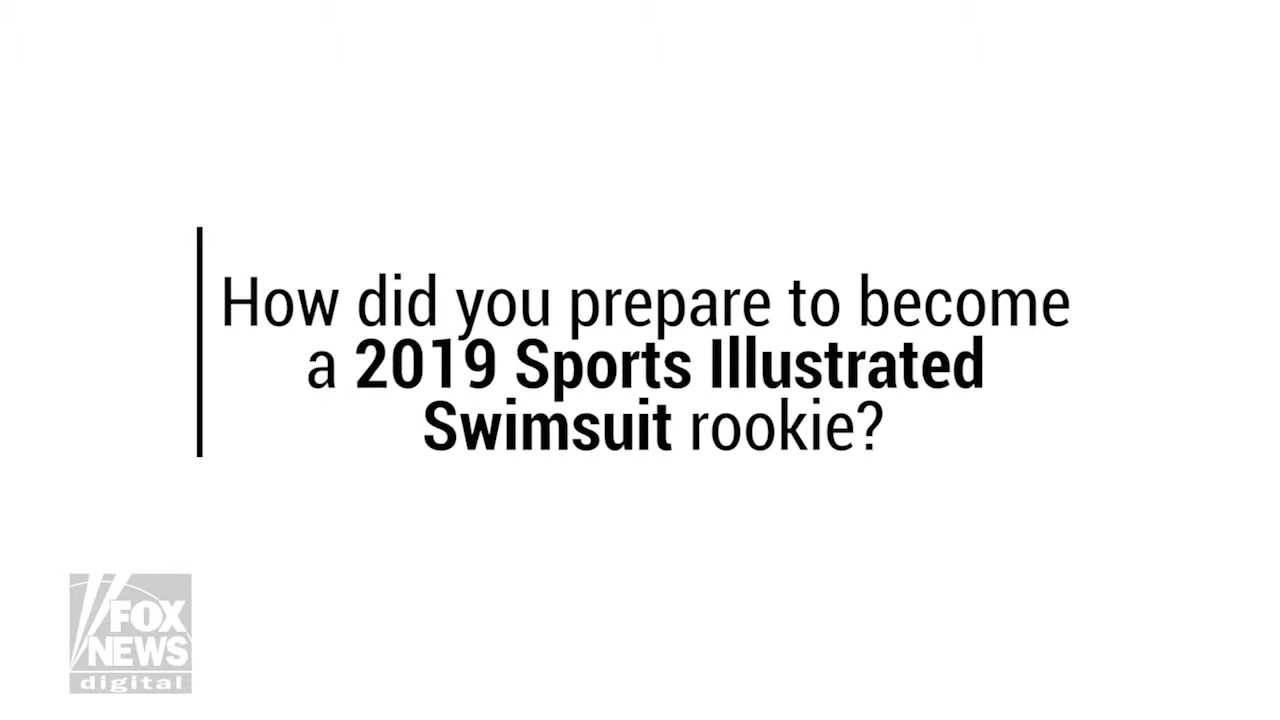 How did you prepare to become
a 2019 Sports Illustrated
Swimsuit rookie?
FOX
NEWS
digital